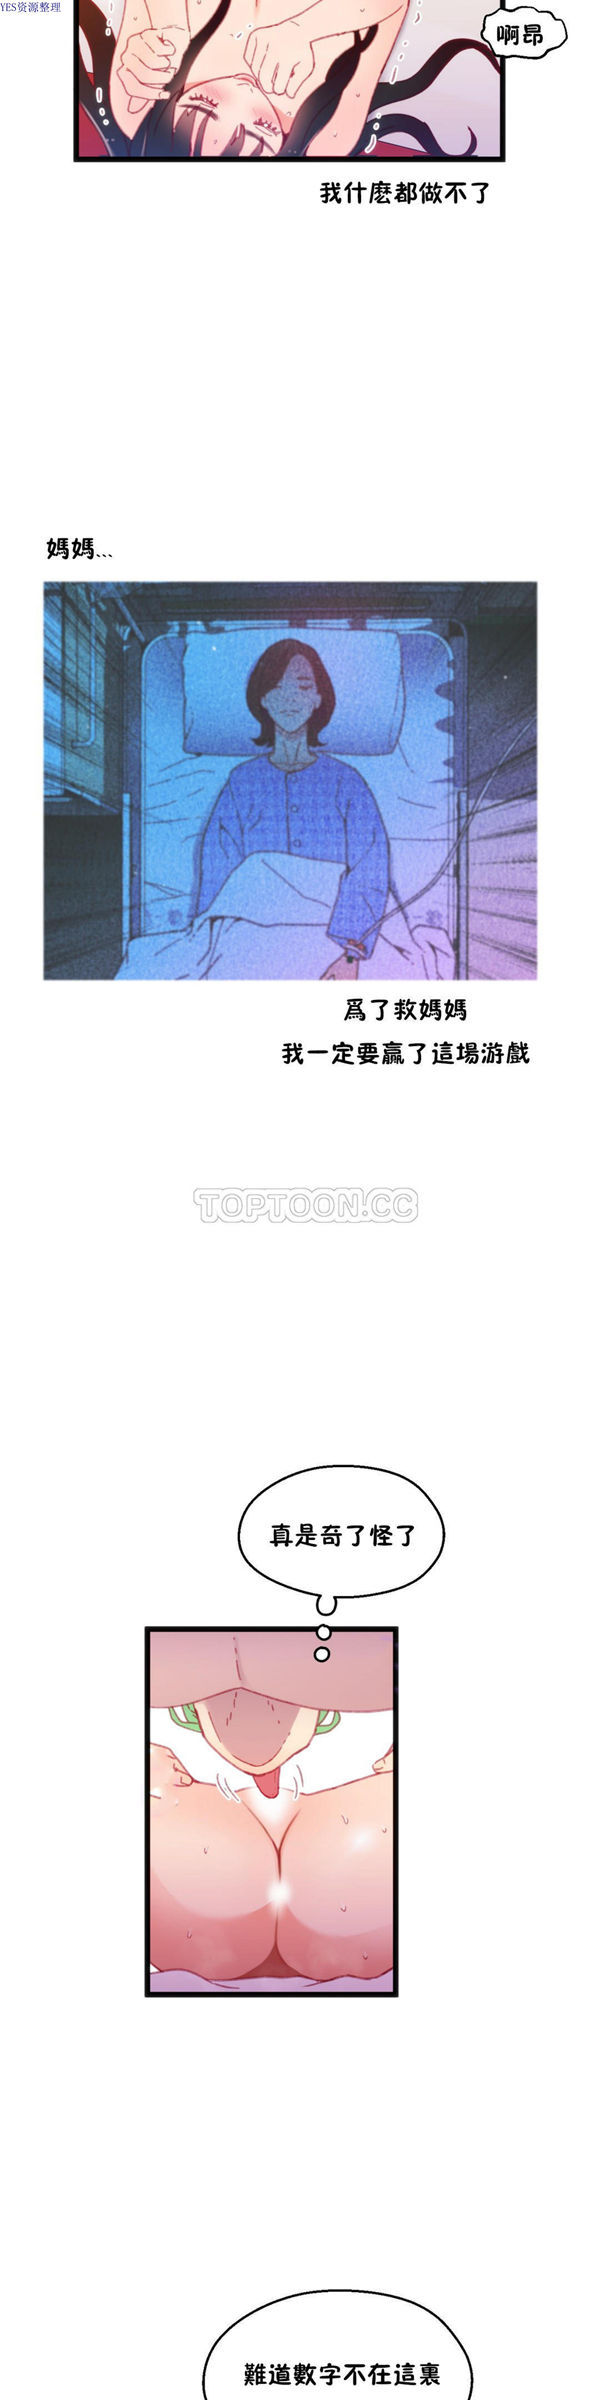 YES资源整理
啊昂
我什麽都做不了
媽媽...
爲了救媽媽
我一定要贏了這場游戲
TOPTOON.CC
真是奇了怪了
難道數字不在這裏